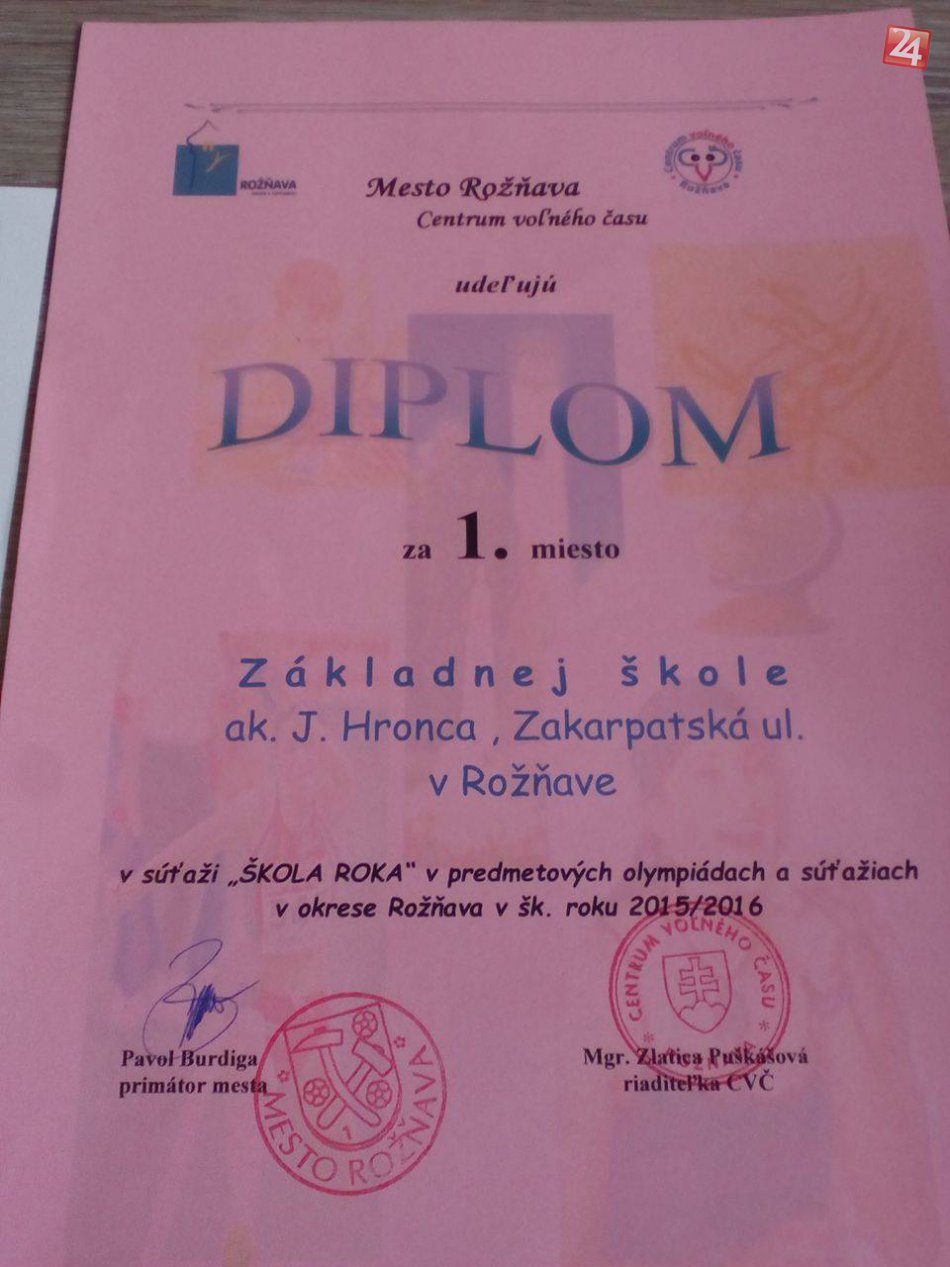 24
ROŽŇAVA
Centrum voľného času
Rožňava
Mesto Rožňava
Centrum voľného času
udeľujú
DIPLOM
za 1. miesto
Základnej škole
ak. J. Hronca , Zakarpatská ul.
v Rožňave
v súťaži „ŠKOLA ROKA“ v predmetových olympiádach a súťažiach
v okrese Rožňava v šk. roku 2015/2016
CENTRUM VOĽNÉHO ČASU
Pavol Burdiga
primátor mesta
Mgr. Zlatica Puškášová
riaditeľka CVČ
MESTO ROŽŇAVA